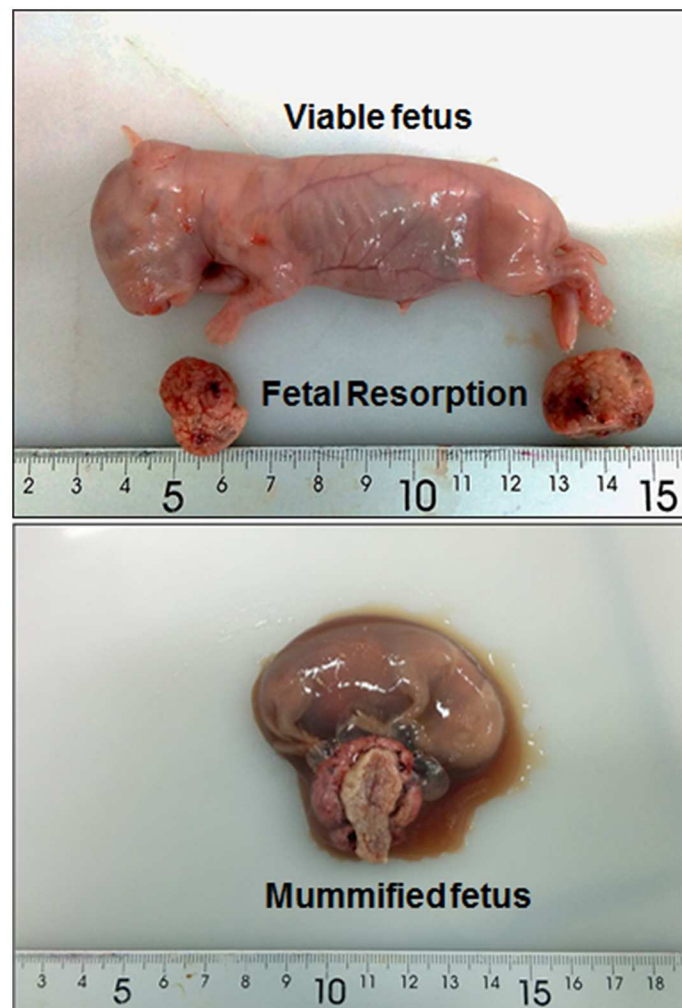 Viable fetus
Fetal Resorption
2 3 4 5 6 7 8 9 10 11 12 13 14 15
Mummified fetus
3 4 5 6 7 8 9 10 11 12 13 14 15 16 17 18